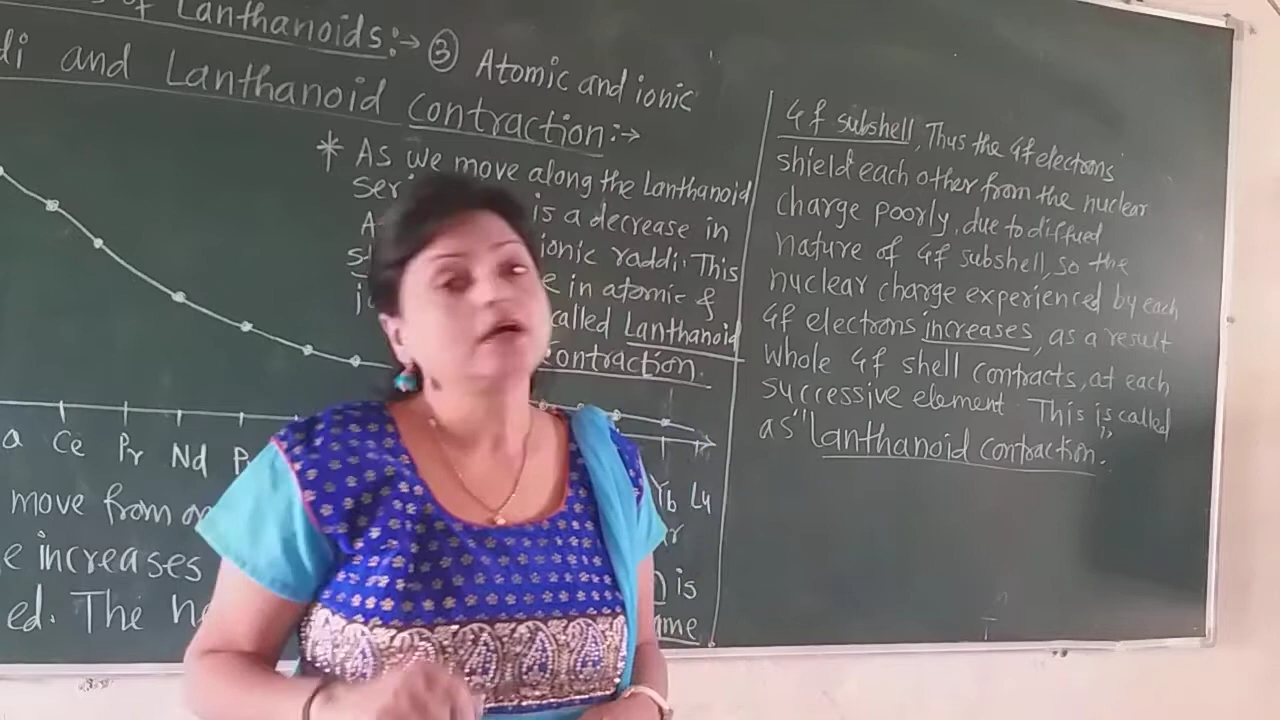 of Lanthanoids:→ ③ Atomic and ionic
di and Lanthanoid contraction:→
* As we move along the Lanthanoid
is a decrease in
ionic raddi. This
in atomic &
called Lanthanoid
contraction.
Ce Pr Nd Yb Lu
move from
increases
is
ed. The
4f subshell, Thus the 4f electrons
shield each other from the nuclear
charge poorly, due to diffued
nature of 4f subshell, so the
nuclear charge experienced by each
4f electrons increases, as a result
whole 4f shell contracts, at each
successive element. This is called
as "lanthanoid contraction."